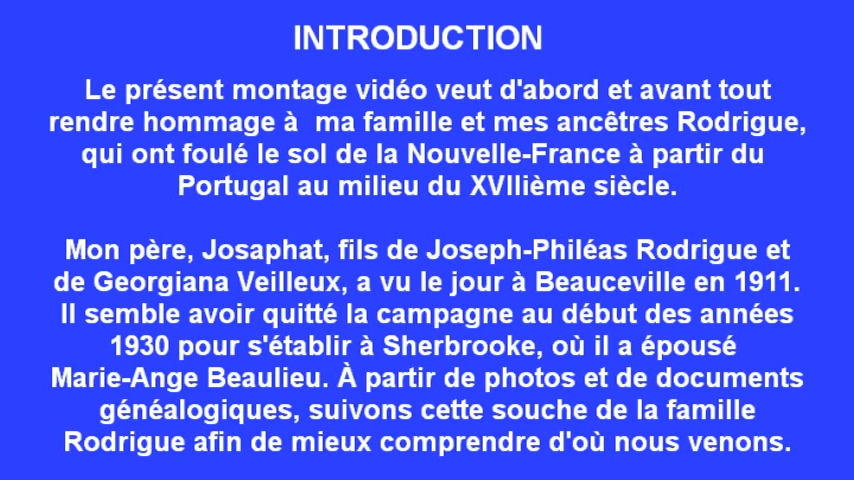 INTRODUCTION
Le présent montage vidéo veut d'abord et avant tout
rendre hommage à  ma famille et mes ancêtres Rodrigue,
qui ont foulé le sol de la Nouvelle-France à partir du
Portugal au milieu du XVIIième siècle.
Mon père, Josaphat, fils de Joseph-Philéas Rodrigue et
de Georgiana Veilleux, a vu le jour à Beauceville en 1911.
Il semble avoir quitté la campagne au début des années
1930 pour s'établir à Sherbrooke, où il a épousé
Marie-Ange Beaulieu. À partir de photos et de documents
généalogiques, suivons cette souche de la famille
Rodrigue afin de mieux comprendre d'où nous venons.